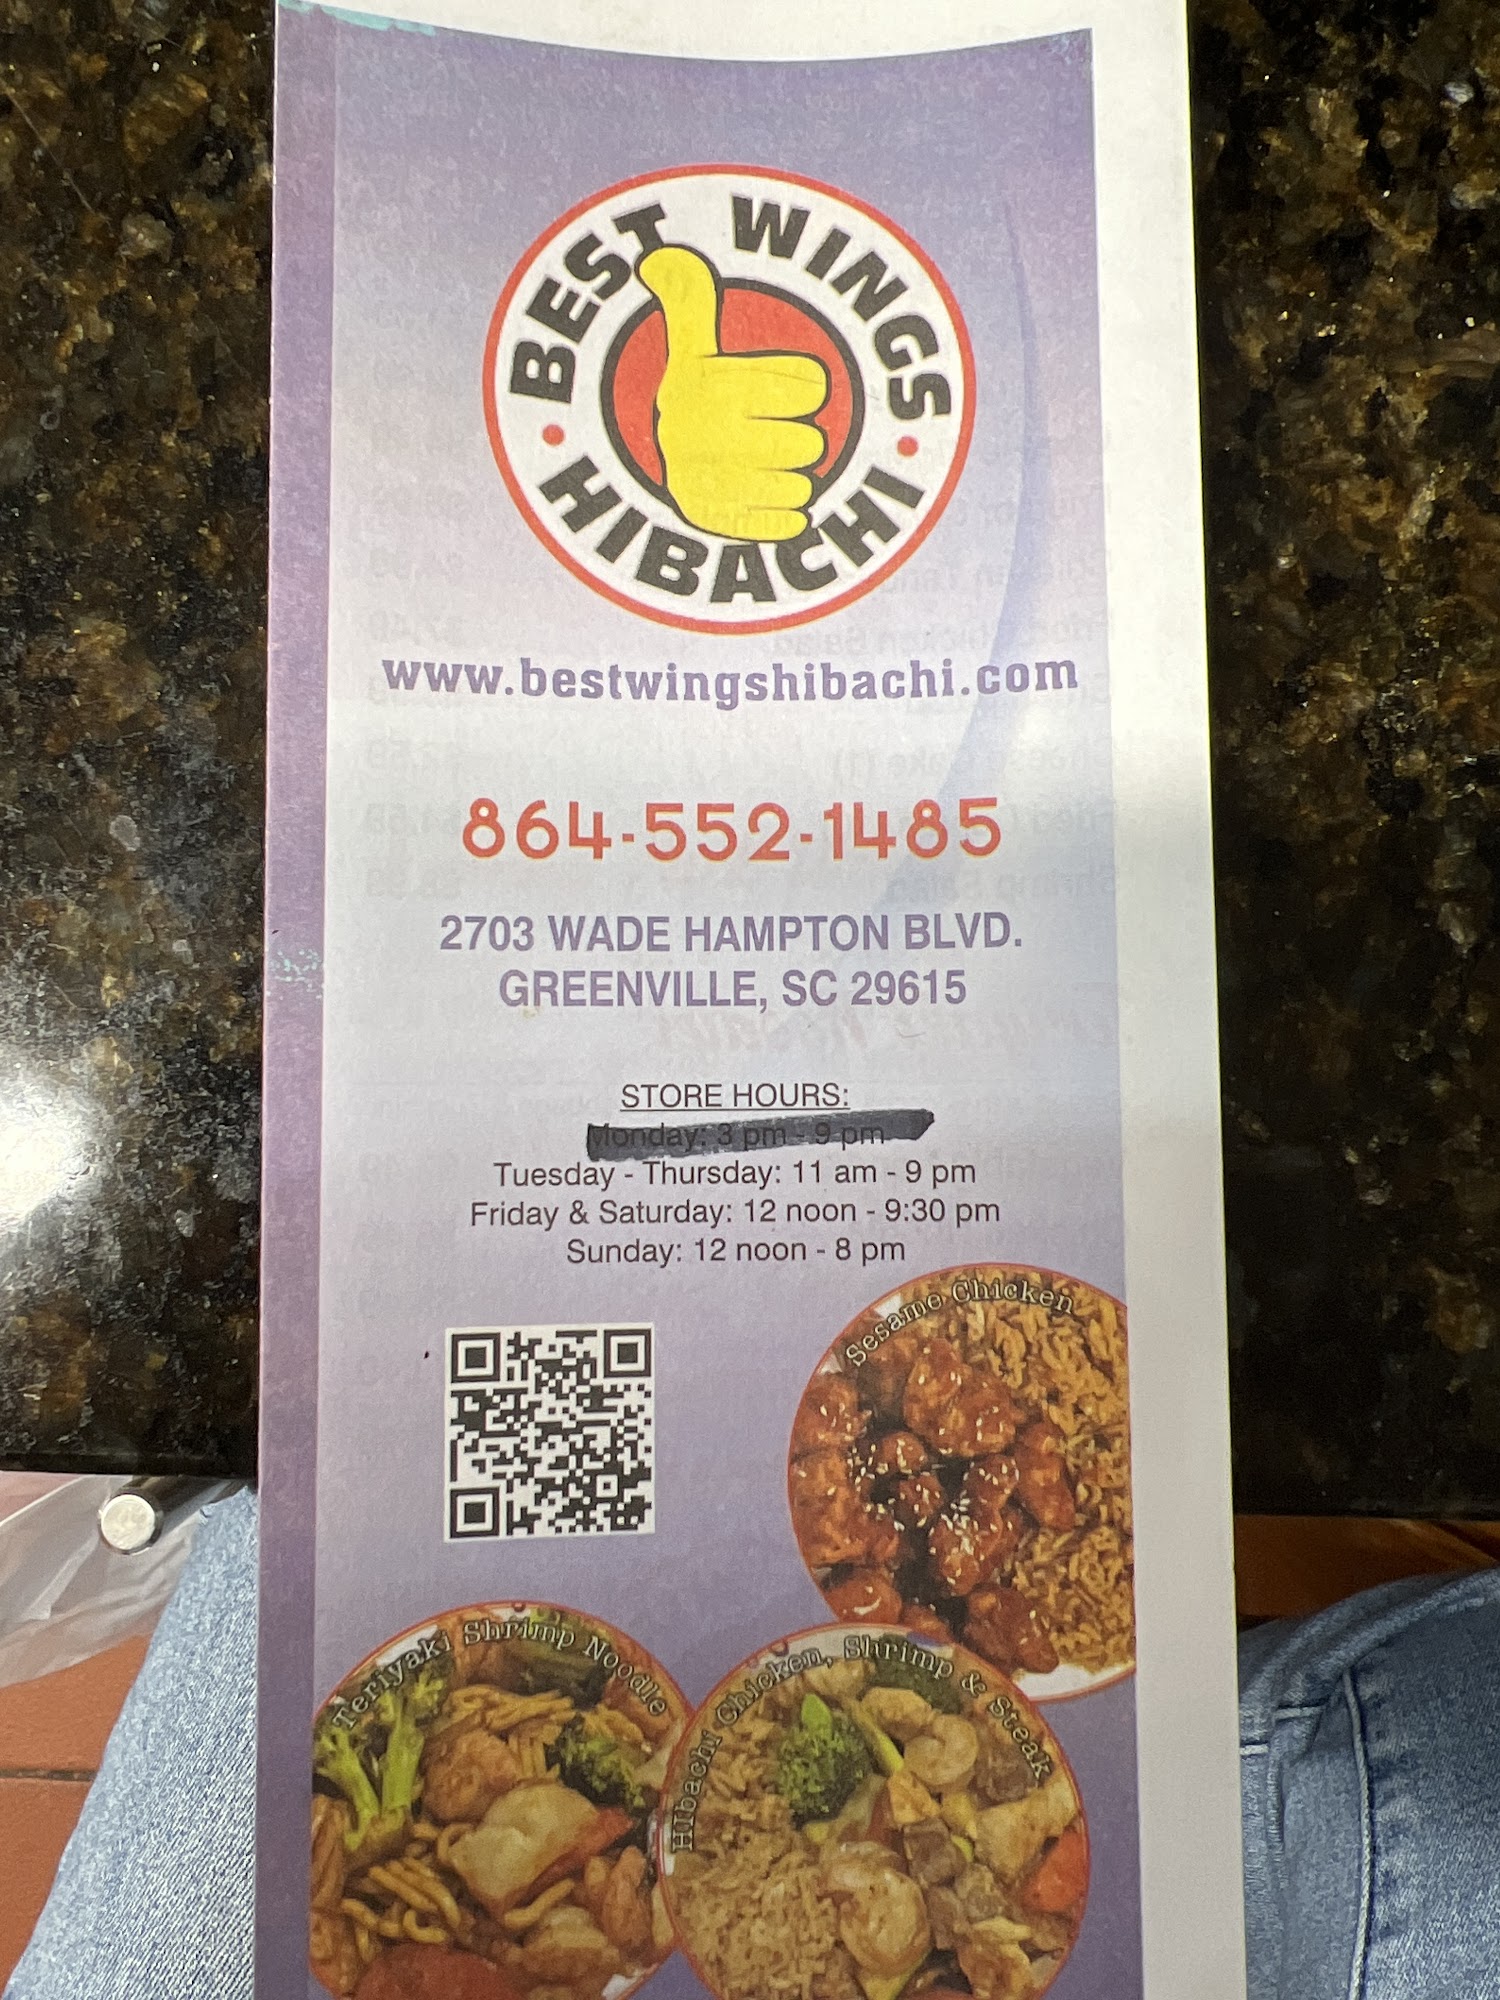 BEST WINGS
HIBACHI
www.bestwingshibachi.com
864-552-1485
2703 WADE HAMPTON BLVD.
GREENVILLE, SC 29615
STORE HOURS:
Monday: 3 pm - 9 pm
Tuesday - Thursday: 11 am - 9 pm
Friday & Saturday: 12 noon - 9:30 pm
Sunday: 12 noon - 8 pm
Sesame Chicken
Teriyaki Shrimp Noodle
Hibachi Chicken, Shrimp & Steak